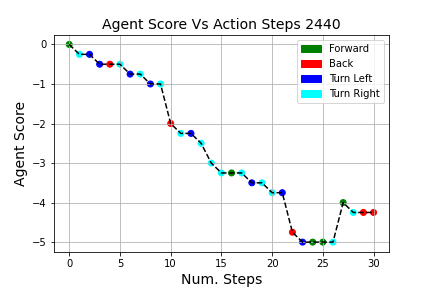 Agent Score Vs Action Steps 2440
Forward
Back
Turn Left
Turn Right
Agent Score
0
−1
−2
−3
−4
−5
0 5 10 15 20 25 30
Num. Steps